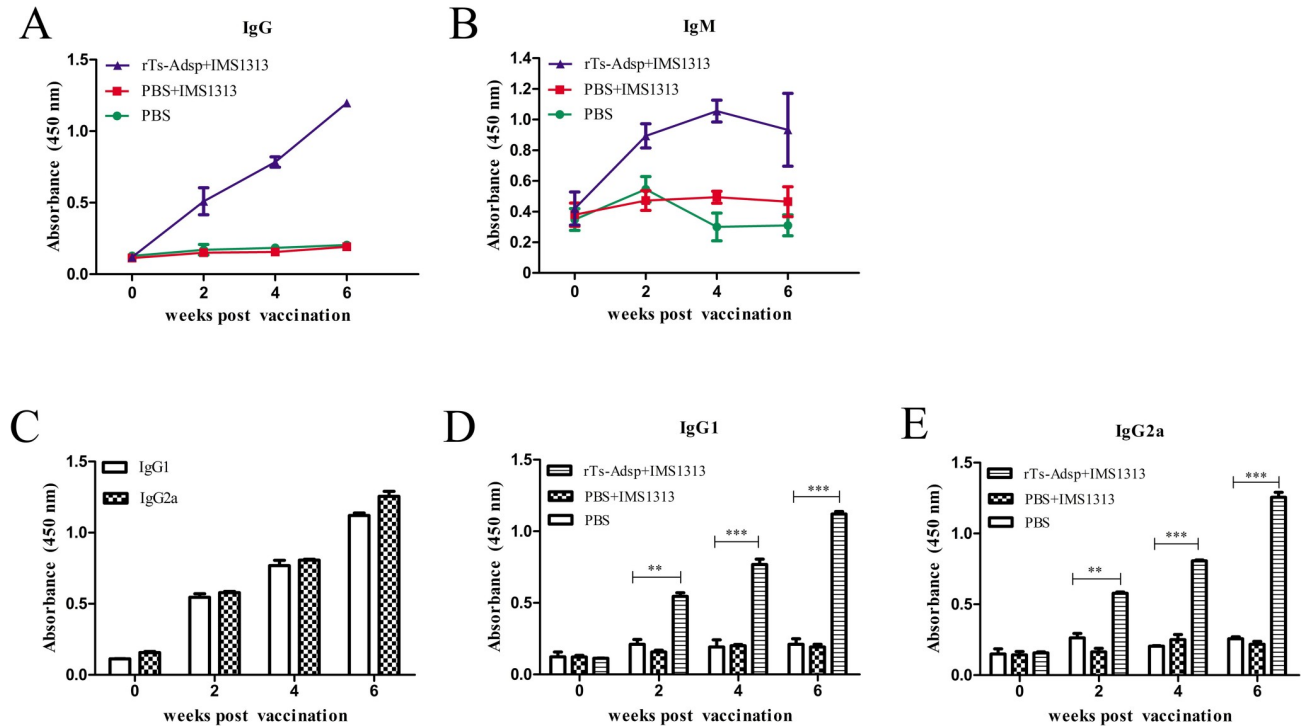 A
IgG
rTs-Adsp+IMS1313
PBS+IMS1313
PBS
Absorbance (450 nm)
1.5
1.0
0.5
0.0
0 2 4 6
weeks post vaccination
B
IgM
rTs-Adsp+IMS1313
PBS+IMS1313
PBS
Absorbance (450 nm)
1.4
1.2
1.0
0.8
0.6
0.4
0.2
0
0 2 4 6
weeks post vaccination
C
IgG1
IgG2a
Absorbance (450 nm)
1.5
1.0
0.5
0.0
0 2 4 6
weeks post vaccination
D
IgG1
rTs-Adsp+IMS1313
PBS+IMS1313
PBS
Absorbance (450 nm)
1.5
1.0
0.5
0.0
** *** ***
0 2 4 6
weeks post vaccination
E
IgG2a
rTs-Adsp+IMS1313
PBS+IMS1313
PBS
Absorbance (450 nm)
1.5
1.0
0.5
0.0
** *** ***
0 2 4 6
weeks post vaccination